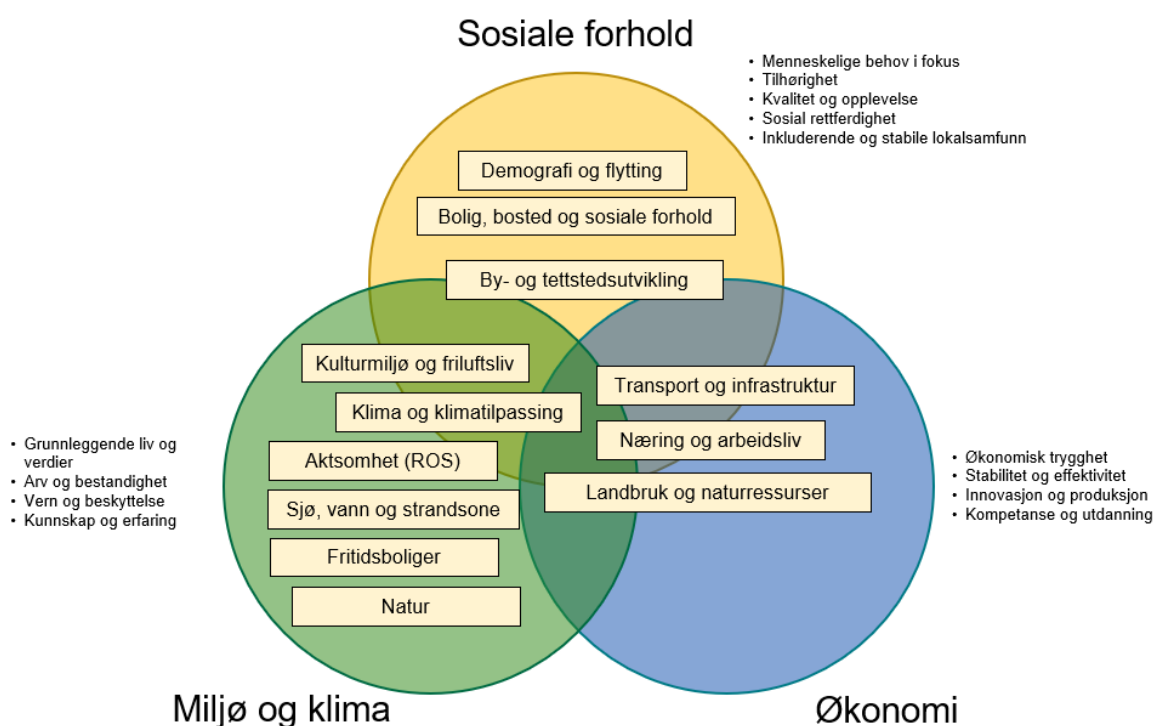 Sosiale forhold
• Menneskelige behov i fokus
• Tilhørighet
• Kvalitet og opplevelse
• Sosial rettferdighet
• Inkluderende og stabile lokalsamfunn
Demografi og flytting
Bolig, bosted og sosiale forhold
By- og tettstedsutvikling
Kulturmiljø og friluftsliv
Klima og klimatilpassing
Aktsomhet (ROS)
Sjø, vann og strandsone
Fritidsboliger
Natur
Transport og infrastruktur
Næring og arbeidsliv
Landbruk og naturressurser
• Grunnleggende liv og
verdier
• Arv og bestandighet
• Vern og beskyttelse
• Kunnskap og erfaring
• Økonomisk trygghet
• Stabilitet og effektivitet
• Innovasjon og produksjon
• Kompetanse og utdanning
Miljø og klima
Økonomi